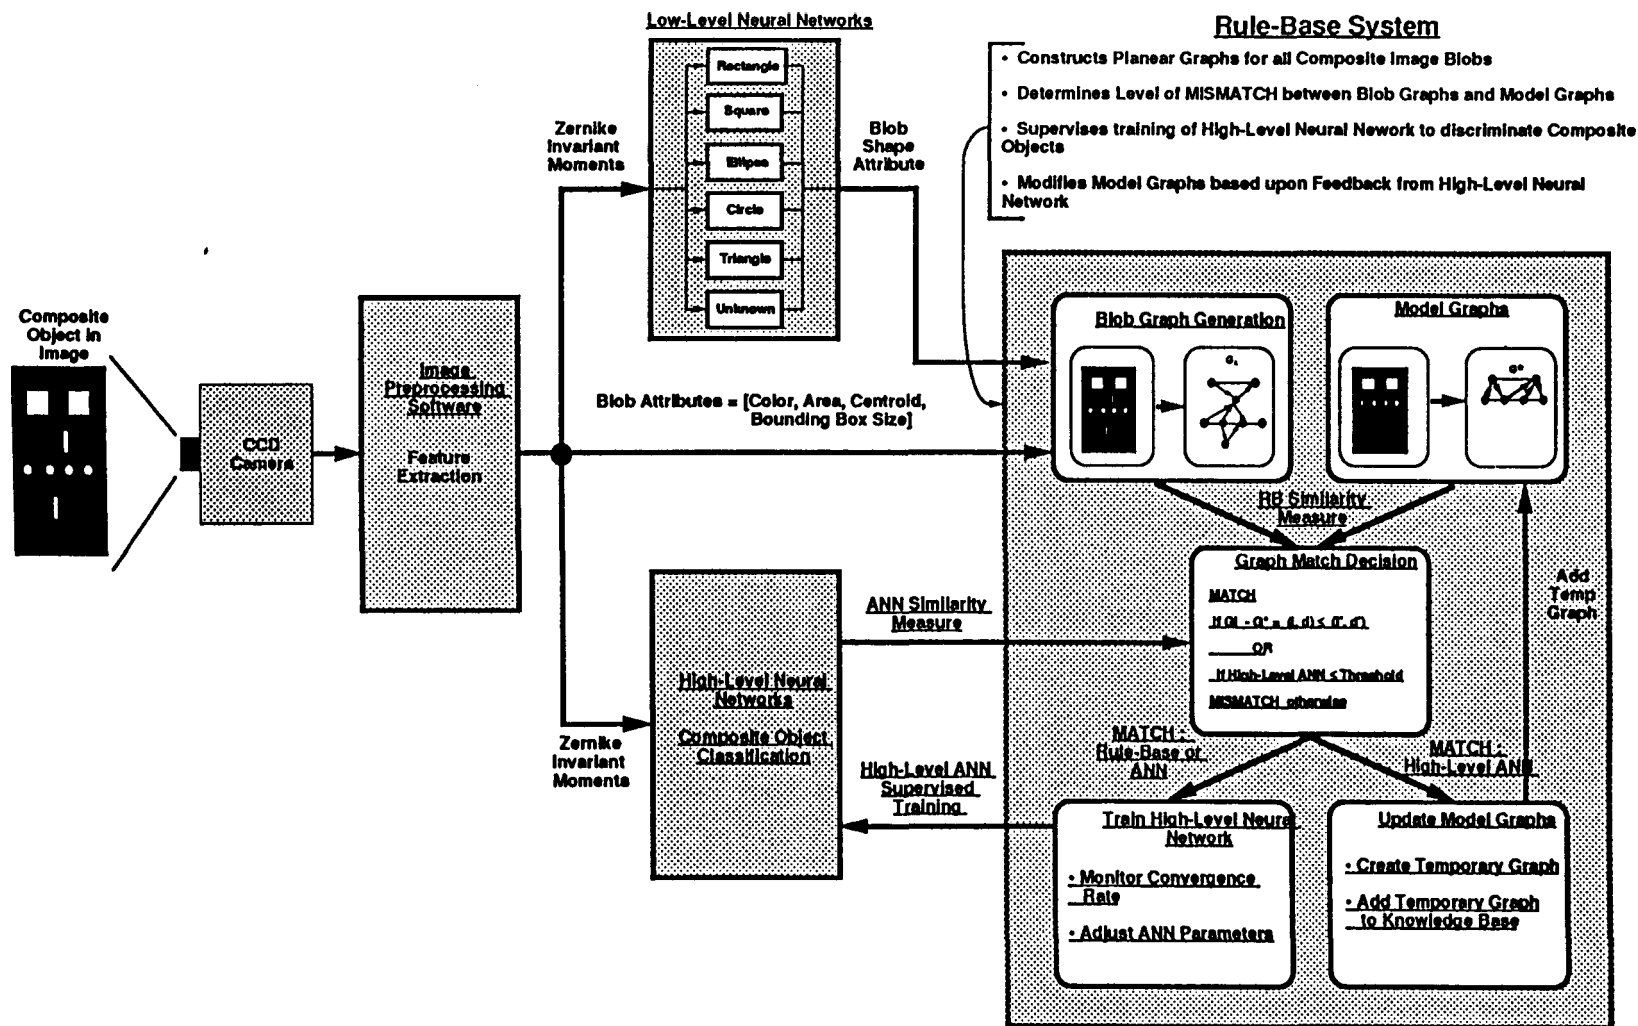 Low-Level Neural Networks
Rectangle
Square
Ellipse
Circle
Triangle
Unknown
Zernike
Invariant
Moments
Blob
Shape
Attribute
Rule-Base System
• Constructs Planear Graphs for all Composite Image Blobs
• Determines Level of MISMATCH between Blob Graphs and Model Graphs
• Supervises training of High-Level Neural Nework to discriminate Composite
Objects
• Modifies Model Graphs based upon Feedback from High-Level Neural
Network
Composite
Object in
Image
CCD
Camera
Image
Preprocessing
Software
Feature
Extraction
Blob Attributes = [Color, Area, Centroid,
Bounding Box Size]
Blob Graph Generation
Model Graphs
G*
RB Similarity
Measure
Graph Match Decision
MATCH
OR
If High-Level ANN ≤ Threshold
MISMATCH otherwise
Add
Temp
Graph
ANN Similarity
Measure
High-Level Neural
Networks
Composite Object
Classification
Zernike
Invariant
Moments
High-Level ANN
Supervised
Training
MATCH :
Rule-Base or
ANN
MATCH :
High-Level ANN
Train High-Level Neural
Network
• Monitor Convergence
Rate
• Adjust ANN Parameters
Update Model Graphs
• Create Temporary Graph
• Add Temporary Graph
to Knowledge Base